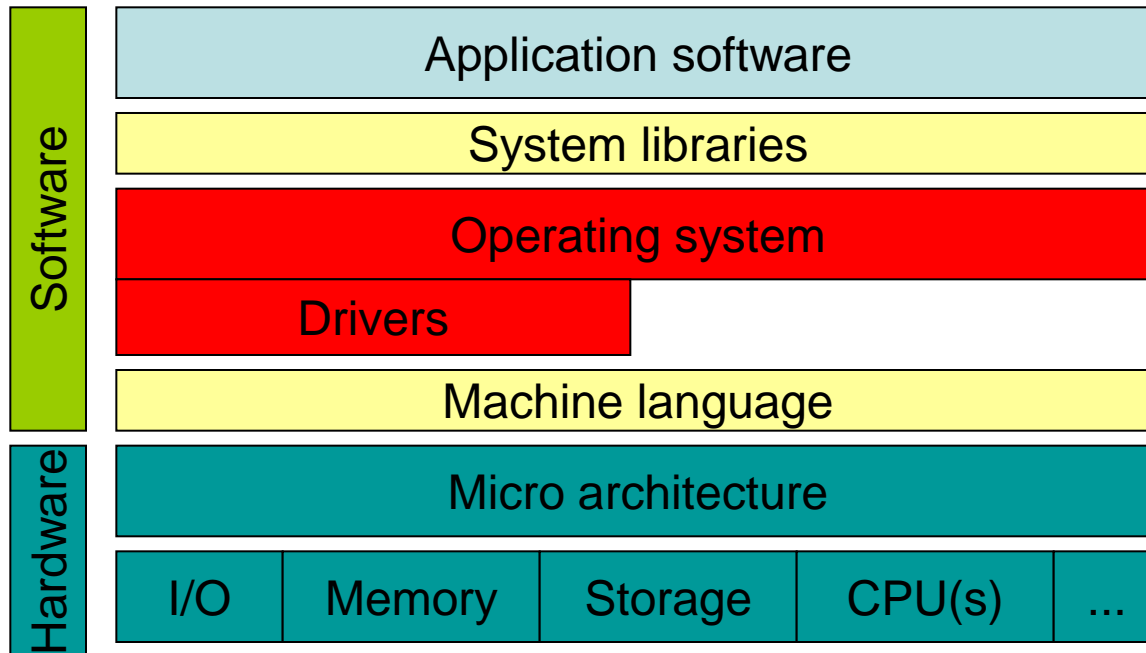 Software
Application software
System libraries
Operating system
Drivers
Machine language
Hardware
Micro architecture
I/O
Memory
Storage
CPU(s)
...